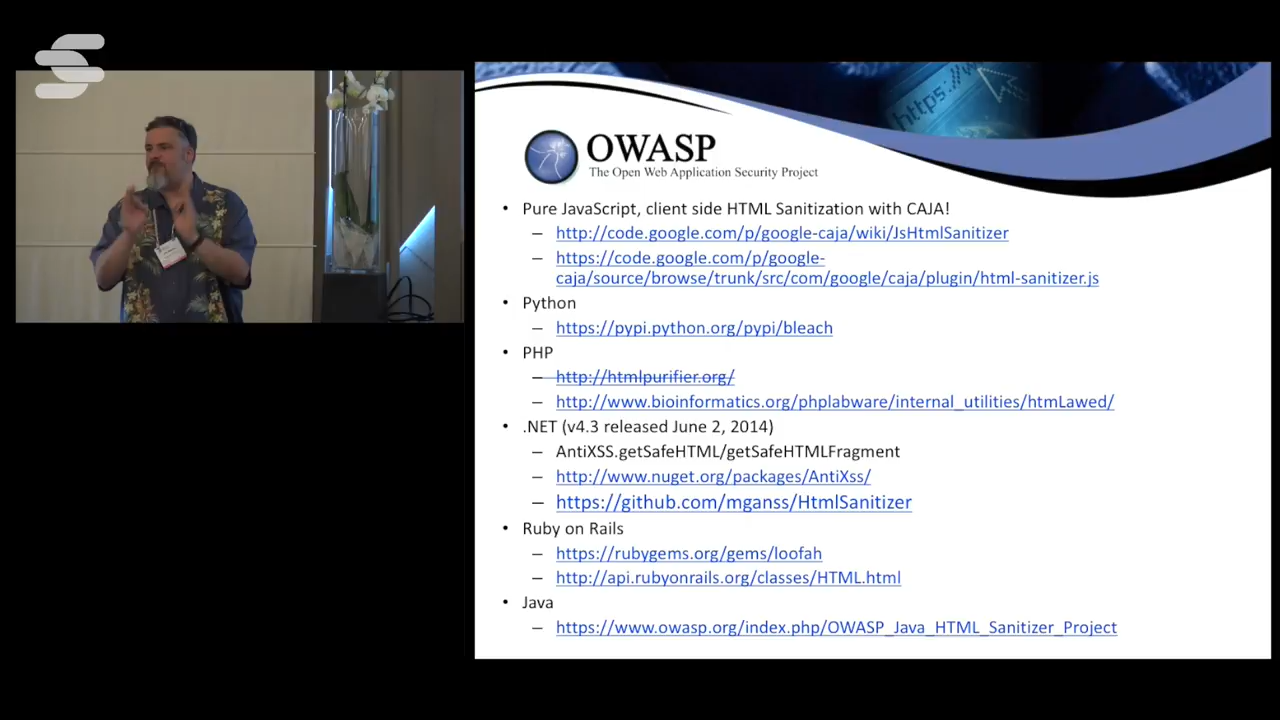 https://w
OWASP
The Open Web Application Security Project
• Pure JavaScript, client side HTML Sanitization with CAJA!
– http://code.google.com/p/google-caja/wiki/JsHtmlSanitizer
– https://code.google.com/p/google-
caja/source/browse/trunk/src/com/google/caja/plugin/html-sanitizer.js
• Python
– https://pypi.python.org/pypi/bleach
• PHP
– http://htmlpurifier.org/
– http://www.bioinformatics.org/phplabware/internal_utilities/htmLawed/
• .NET (v4.3 released June 2, 2014)
– AntiXSS.getSafeHTML/getSafeHTMLFragment
– http://www.nuget.org/packages/AntiXss/
– https://github.com/mganss/HtmlSanitizer
• Ruby on Rails
– https://rubygems.org/gems/loofah
– http://api.rubyonrails.org/classes/HTML.html
• Java
– https://www.owasp.org/index.php/OWASP_Java_HTML_Sanitizer_Project